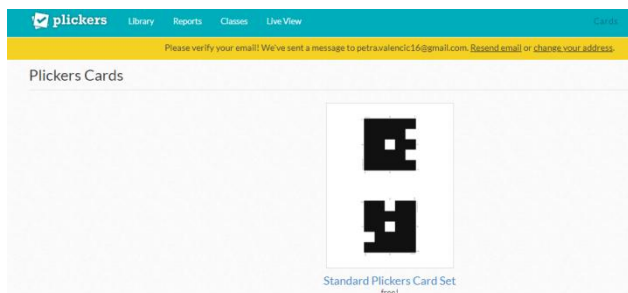 plickers Library Reports Classes Live View Cards
Please verify your email! We've sent a message to petra.valencic16@gmail.com. Resend email or change your address.
Plickers Cards
Standard Plickers Card Set
free!